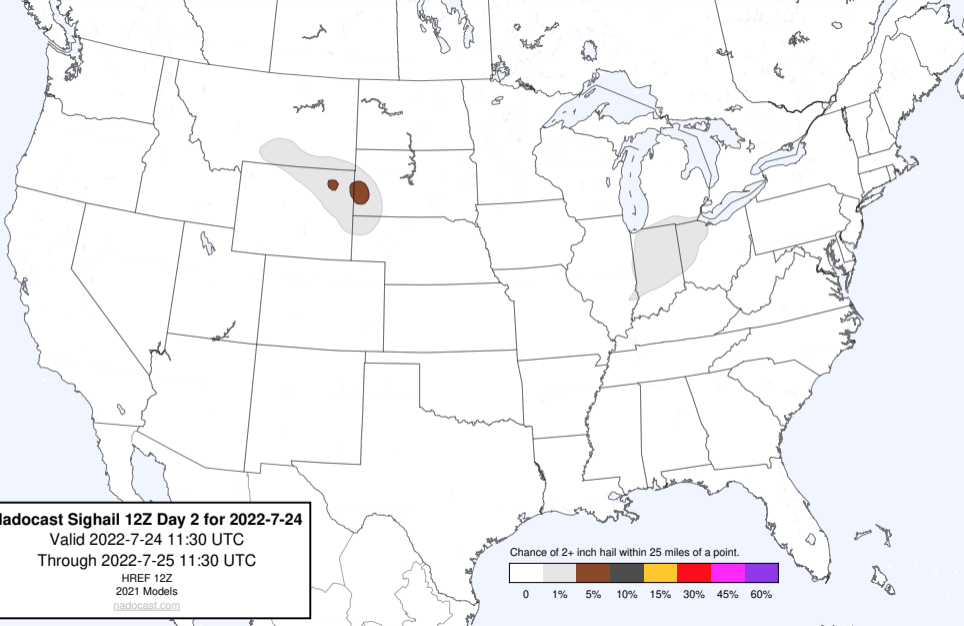 adocast Sighail 12Z Day 2 for 2022-7-24
Valid 2022-7-24 11:30 UTC
Through 2022-7-25 11:30 UTC
HREF 12Z
2021 Models
nadocast.com
Chance of 2+ inch hail within 25 miles of a point.
0 1% 5% 10% 15% 30% 45% 60%